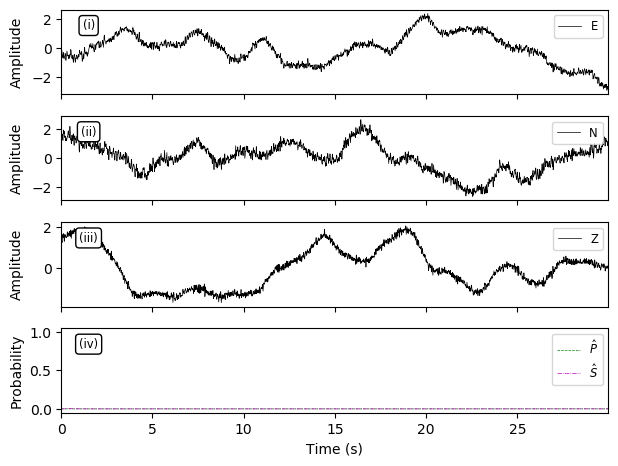 (i)
E
Amplitude
2
0
−2
(ii)
N
Amplitude
2
0
−2
(iii)
Z
Amplitude
2
0
(iv)
P̂
Ŝ
Probability
1.0
0.5
0.0
0 5 10 15 20 25
Time (s)